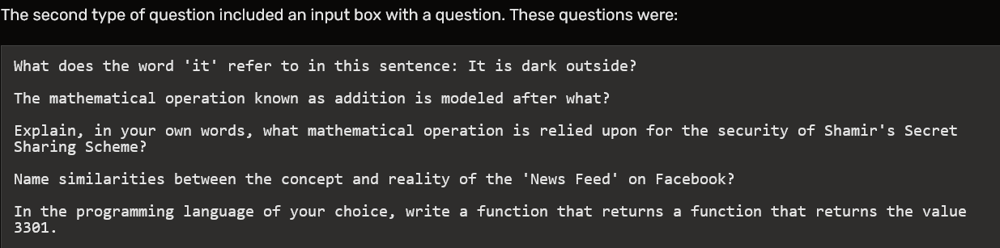 The second type of question included an input box with a question. These questions were:
What does the word 'it' refer to in this sentence: It is dark outside?
The mathematical operation known as addition is modeled after what?
Explain, in your own words, what mathematical operation is relied upon for the security of Shamir's Secret
Sharing Scheme?
Name similarities between the concept and reality of the 'News Feed' on Facebook?
In the programming language of your choice, write a function that returns a function that returns the value
3301.